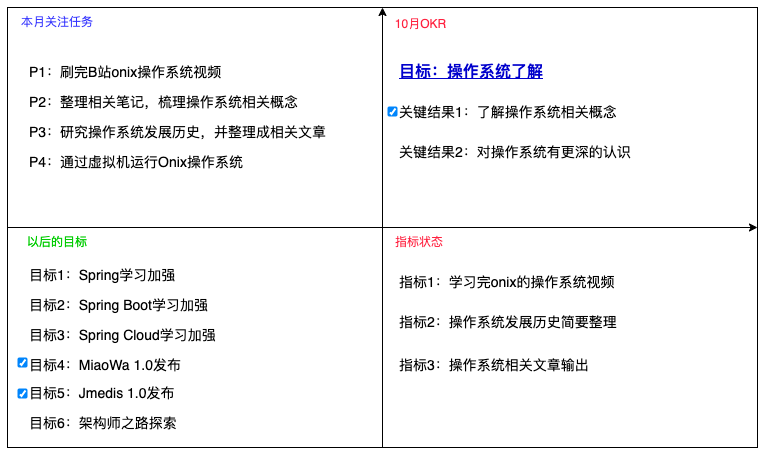 本月关注任务
P1：刷完B站onix操作系统视频
P2：整理相关笔记，梳理操作系统相关概念
P3：研究操作系统发展历史，并整理成相关文章
P4：通过虚拟机运行Onix操作系统
10月OKR
目标：操作系统了解
关键结果1：了解操作系统相关概念
关键结果2：对操作系统有更深的认识
以后的目标
目标1：Spring学习加强
目标2：Spring Boot学习加强
目标3：Spring Cloud学习加强
目标4：MiaoWa 1.0发布
目标5：Jmedis 1.0发布
目标6：架构师之路探索
指标状态
指标1：学习完onix的操作系统视频
指标2：操作系统发展历史简要整理
指标3：操作系统相关文章输出